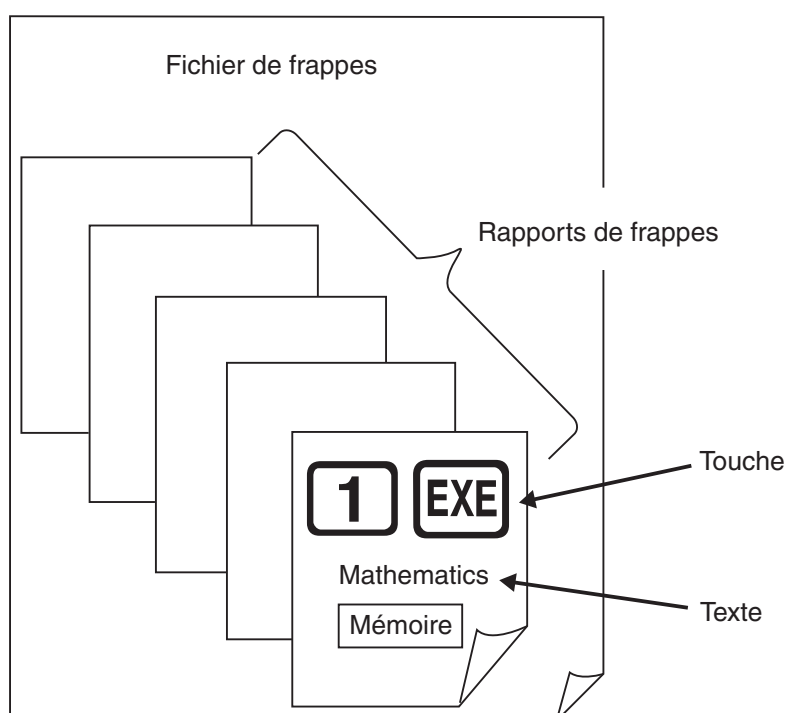 Fichier de frappes
Rapports de frappes
1 EXE
Touche
Mathematics
Texte
Mémoire